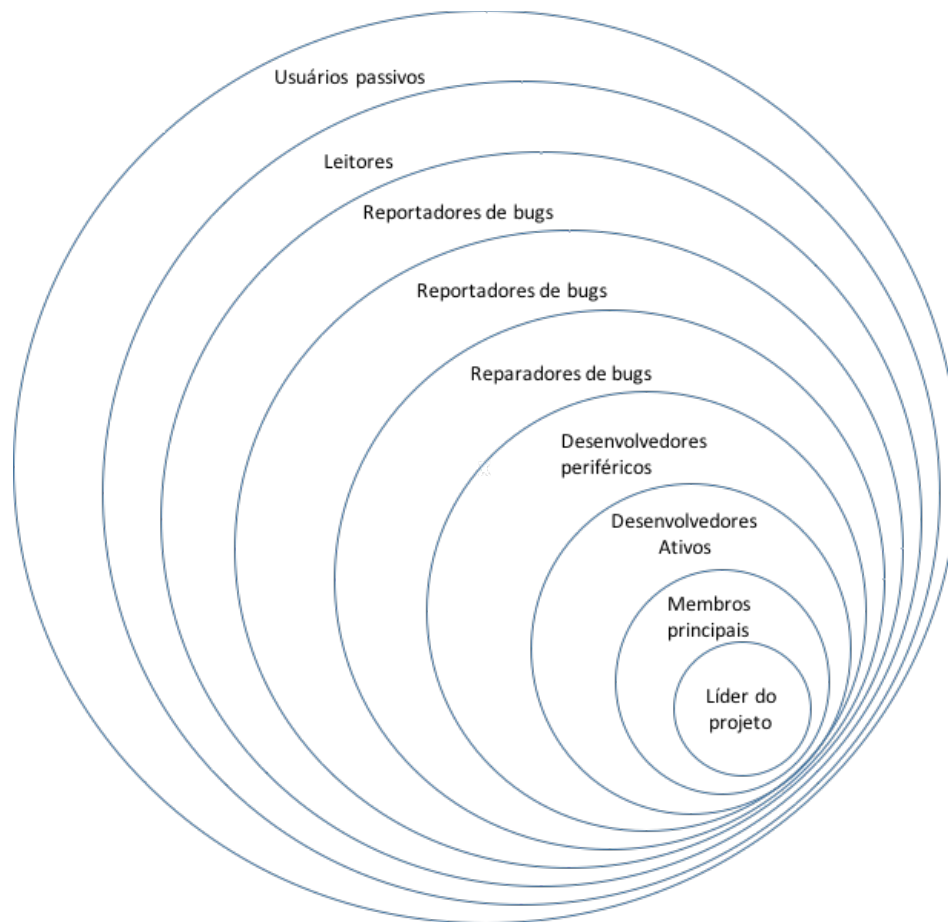 Usuários passivos
Leitores
Reportadores de bugs
Reportadores de bugs
Reparadores de bugs
Desenvolvedores
periféricos
Desenvolvedores
Ativos
Membros
principais
Líder do
projeto